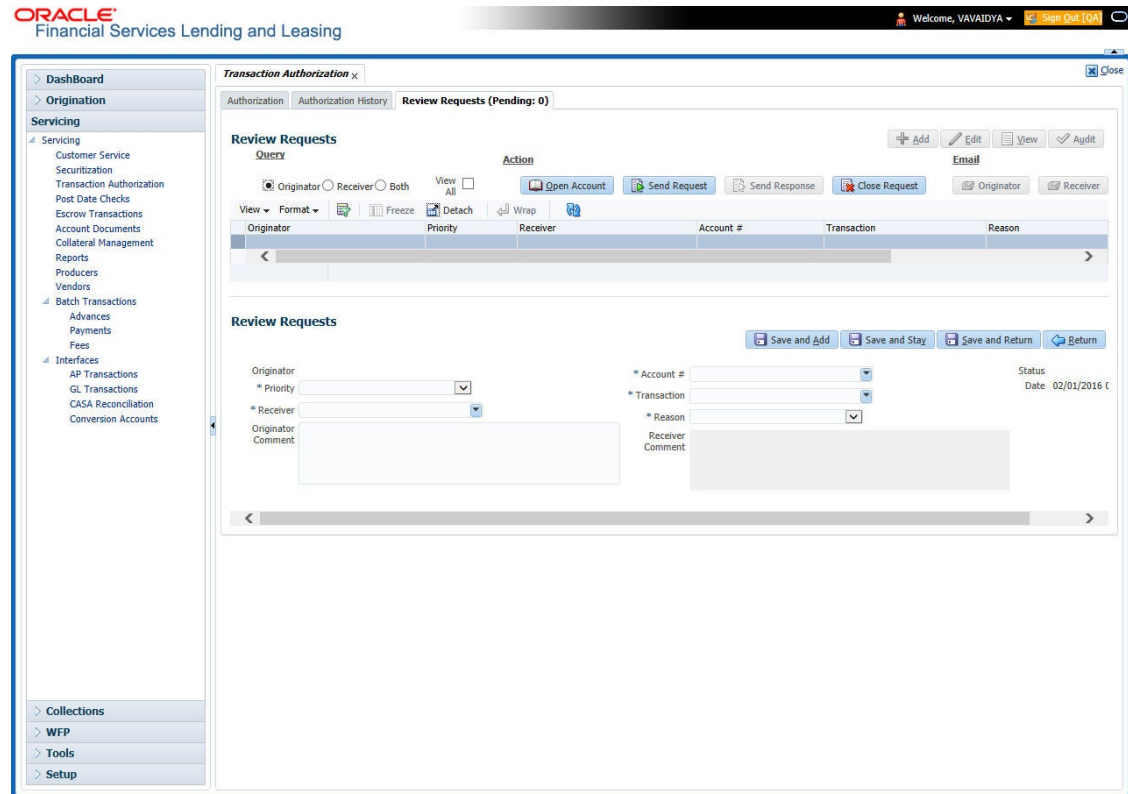 ORACLE
Financial Services Lending and Leasing
Welcome, VAVAIDYA
Sign Out [QA]
DashBoard
Origination
Servicing
Servicing
Customer Service
Securitization
Transaction Authorization
Post Date Checks
Escrow Transactions
Account Documents
Collateral Management
Reports
Producers
Vendors
Batch Transactions
Advances
Payments
Fees
Interfaces
AP Transactions
GL Transactions
CASA Reconciliation
Conversion Accounts
Collections
WFP
Tools
Setup
Transaction Authorization x
Close
Authorization Authorization History Review Requests (Pending: 0)
Review Requests
Add Edit View Audit
Query Action Email
Originator Receiver Both View All Open Account Send Request Send Response Close Request Originator Receiver
View Format Freeze Detach Wrap
Originator Priority Receiver Account # Transaction Reason
Review Requests
Save and Add Save and Stay Save and Return Return
Originator * Account # Status
* Priority * Transaction Date 02/01/2016 0
* Receiver * Reason
Originator Comment Receiver Comment